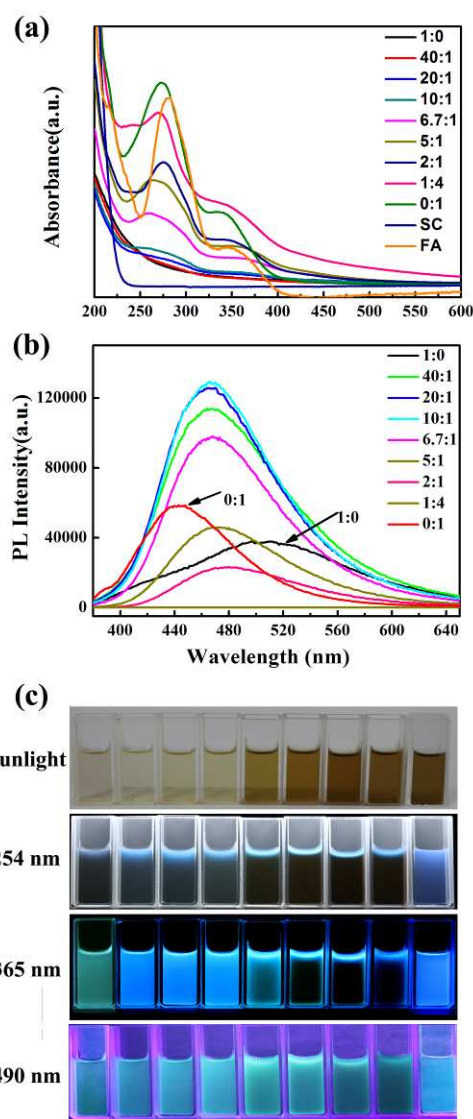 (a)
Absorbance(a.u.)
1:0
40:1
20:1
10:1
6.7:1
5:1
2:1
1:4
0:1
SC
FA
200 250 300 350 400 450 500 550 600
(b)
PL Intensity(a.u.)
120000
80000
40000
0
1:0
40:1
20:1
10:1
6.7:1
5:1
2:1
1:4
0:1
0:1
1:0
400 440 480 520 560 600 640
Wavelength (nm)
(c)
unlight
254 nm
365 nm
490 nm